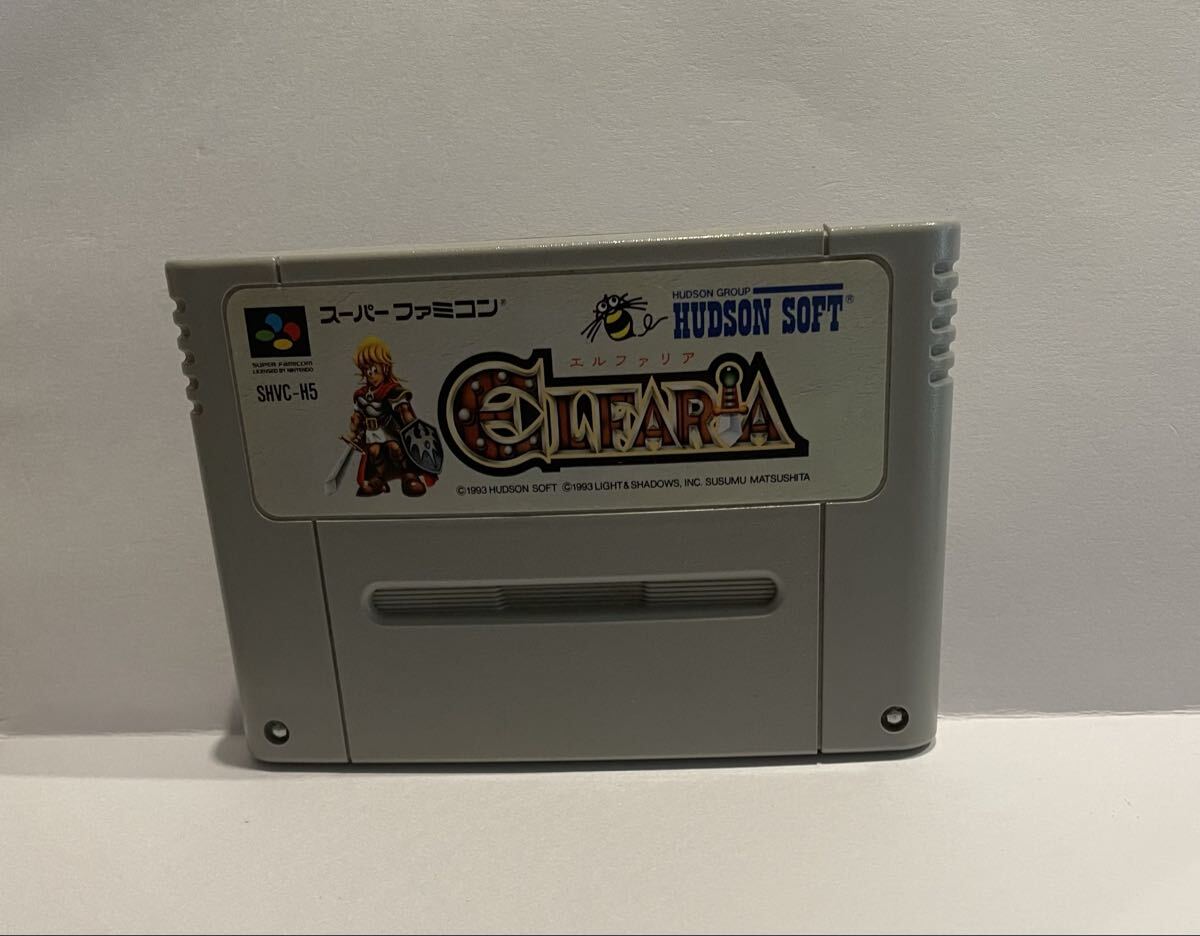 スーパーファミコン®
SUPER FAMICOM
LICENSED BY NINTENDO
SHVC-H5
HUDSON GROUP
HUDSON SOFT®
エルファリア
ELFARIA
©1993 HUDSON SOFT ©1993 LIGHT & SHADOWS, INC. SUSUMU MATSUSHITA